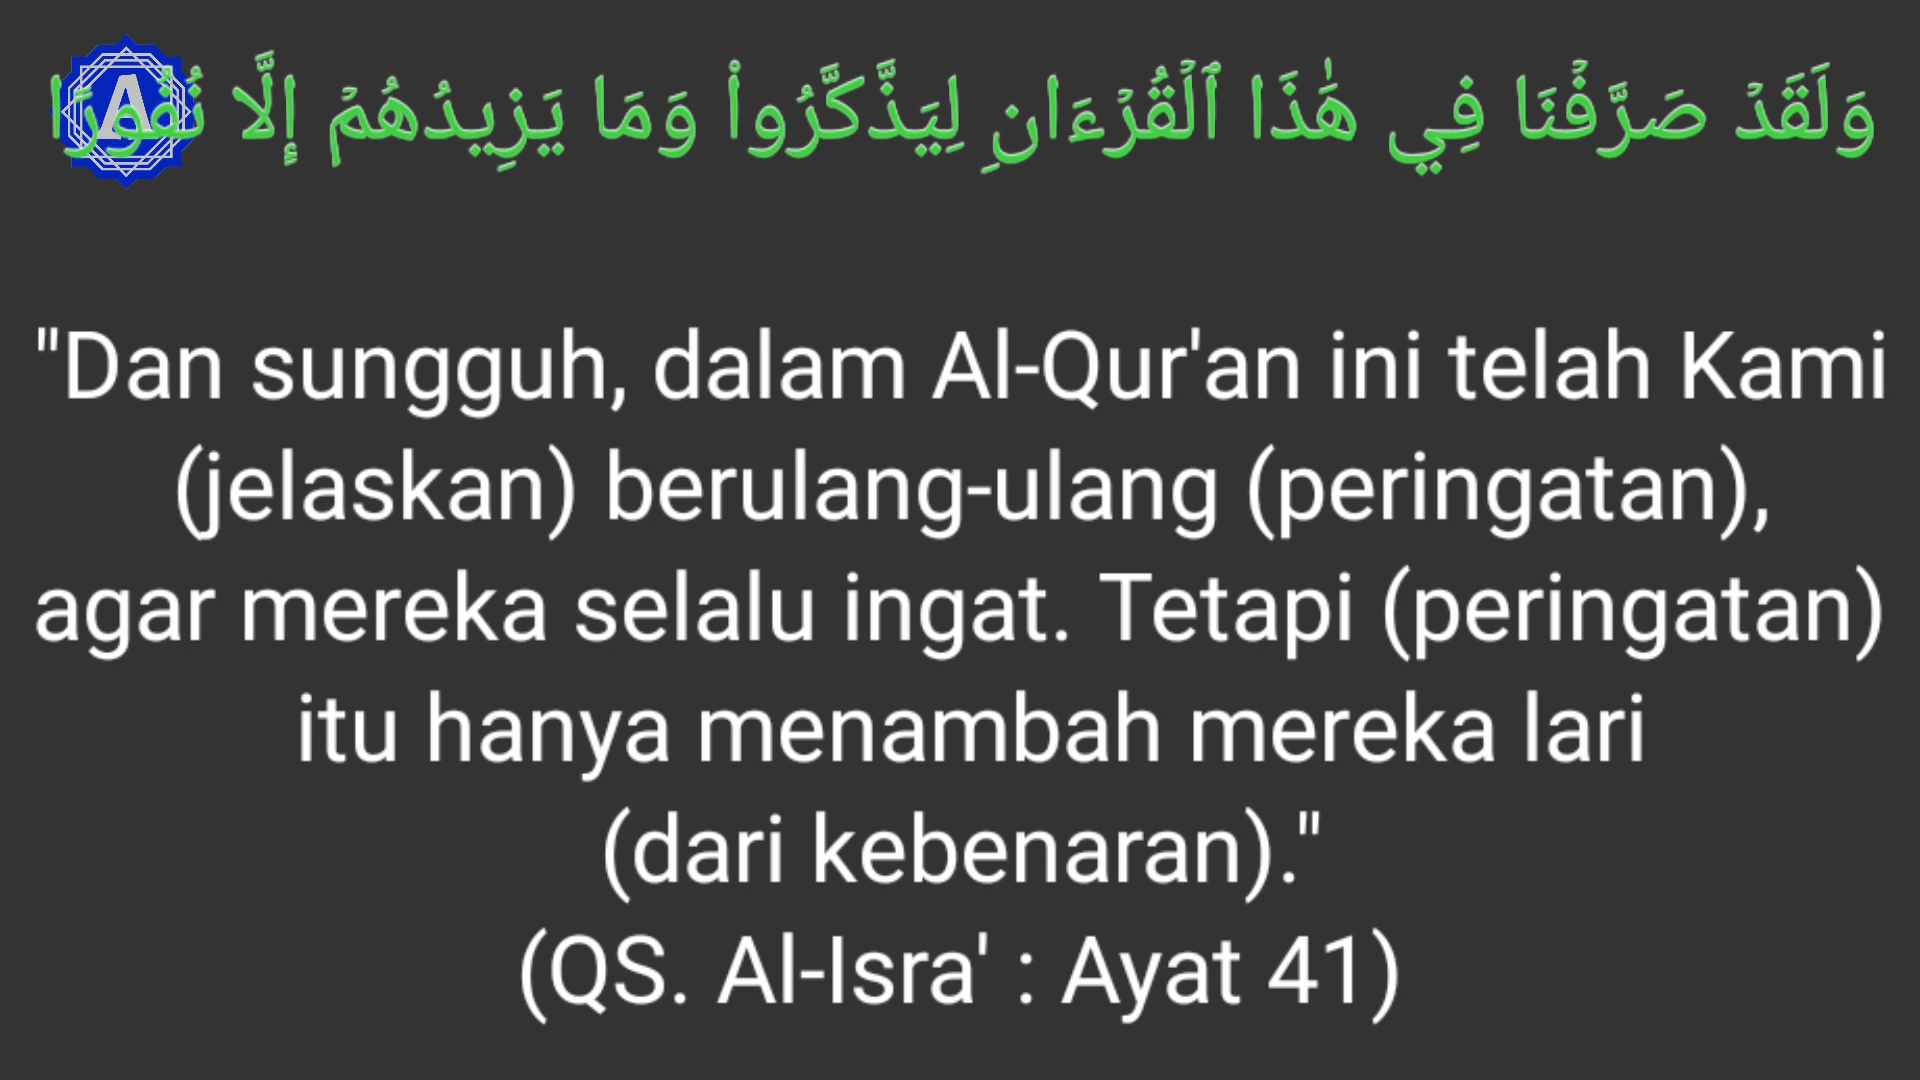 وَلَقَدۡ صَرَّفۡنَا فِي هَٰذَا ٱلۡقُرۡءَانِ لِيَذَّكَّرُواْ وَمَا يَزِيدُهُمۡ إِلَّا نُفُورٗا
A
"Dan sungguh, dalam Al-Qur'an ini telah Kami
(jelaskan) berulang-ulang (peringatan),
agar mereka selalu ingat. Tetapi (peringatan)
itu hanya menambah mereka lari
(dari kebenaran)."
(QS. Al-Isra' : Ayat 41)